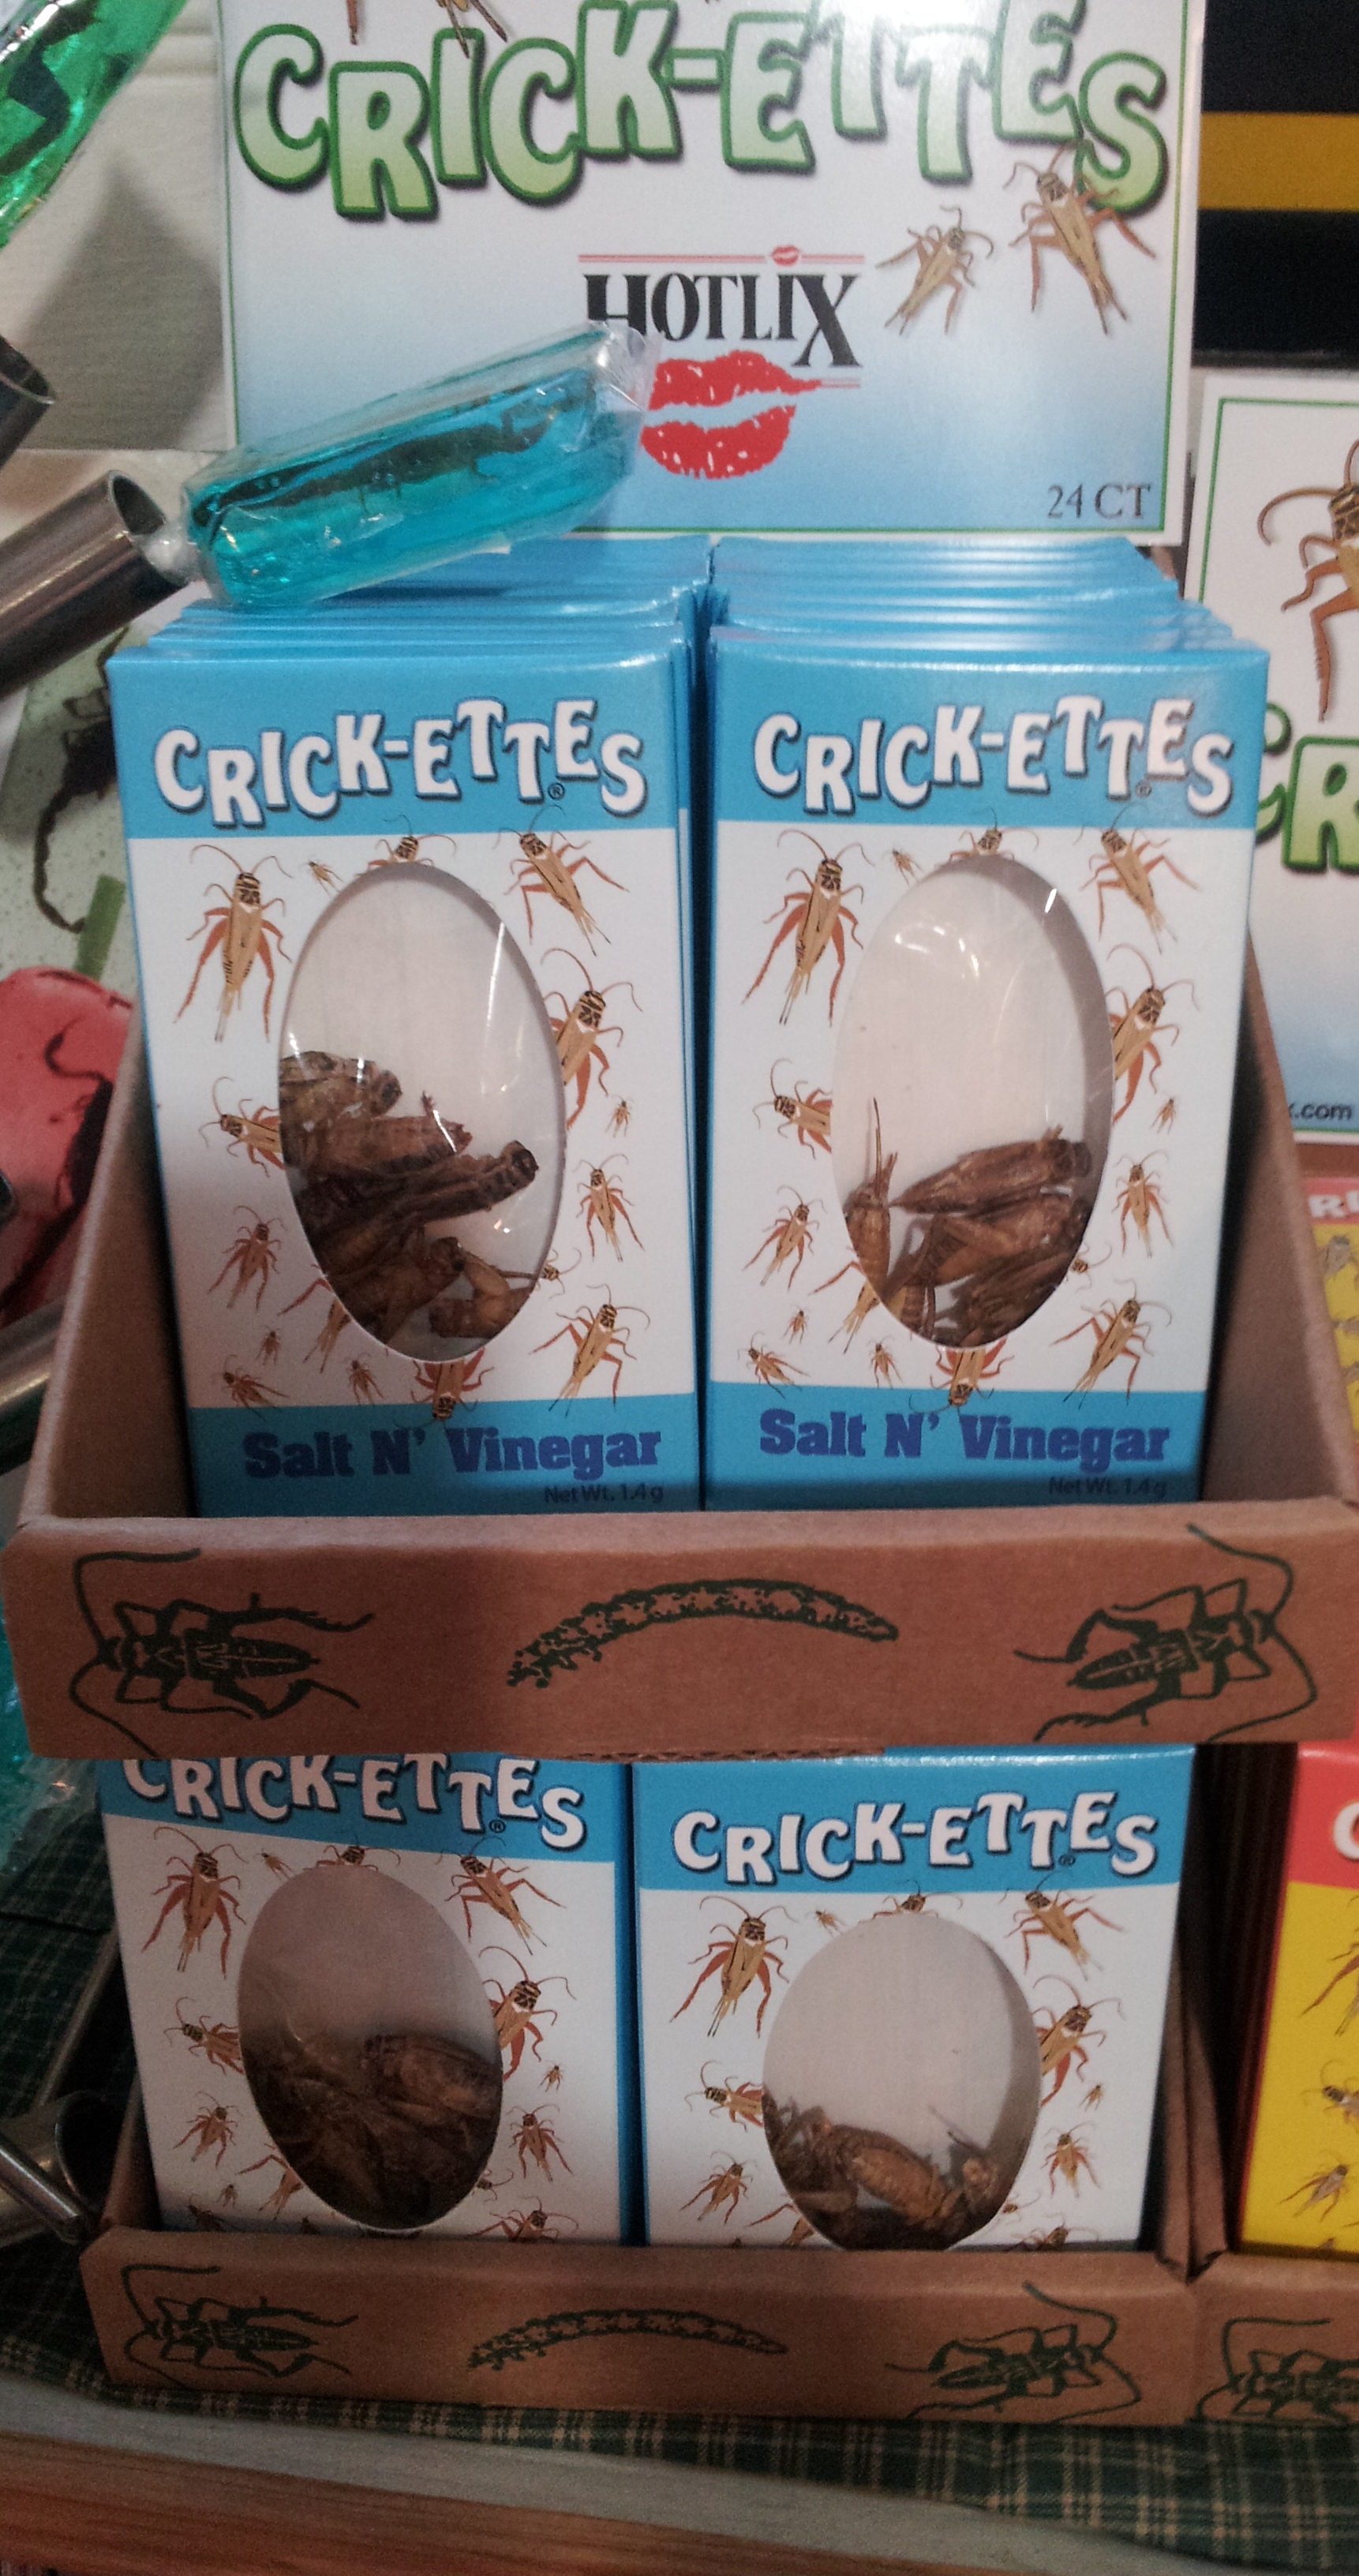 CRICK-ETTES
HOTLIX
24 CT
CRICK-ETTES®
CRICK-ETTES®
x.com
Salt N' Vinegar
Net Wt. 1.4 g
Salt N' Vinegar
Net Wt. 1.4 g
CRICK-ETTES®
CRICK-ETTES®